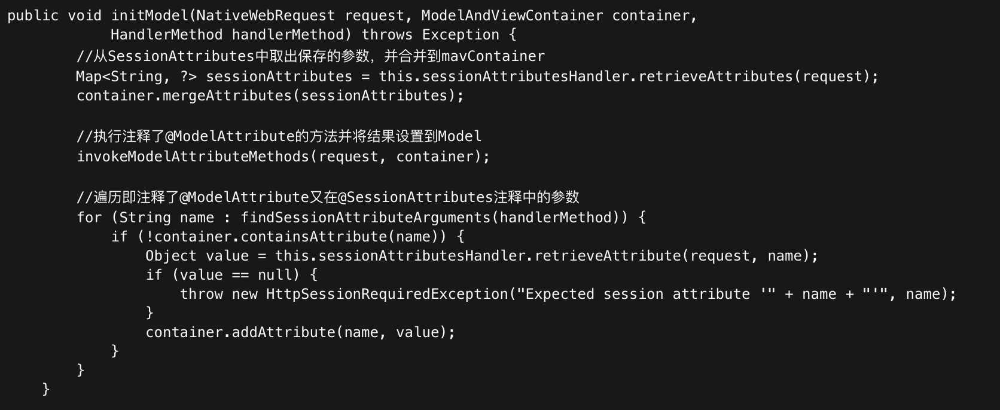 public void initModel(NativeWebRequest request, ModelAndViewContainer container,
            HandlerMethod handlerMethod) throws Exception {
        //从SessionAttributes中取出保存的参数，并合并到mavContainer
        Map<String, ?> sessionAttributes = this.sessionAttributesHandler.retrieveAttributes(request);
        container.mergeAttributes(sessionAttributes);

        //执行注释了@ModelAttribute的方法并将结果设置到Model
        invokeModelAttributeMethods(request, container);

        //遍历即注释了@ModelAttribute又在@SessionAttributes注释中的参数
        for (String name : findSessionAttributeArguments(handlerMethod)) {
            if (!container.containsAttribute(name)) {
                Object value = this.sessionAttributesHandler.retrieveAttribute(request, name);
                if (value == null) {
                    throw new HttpSessionRequiredException("Expected session attribute '" + name + "'", name);
                }
                container.addAttribute(name, value);
            }
        }
    }